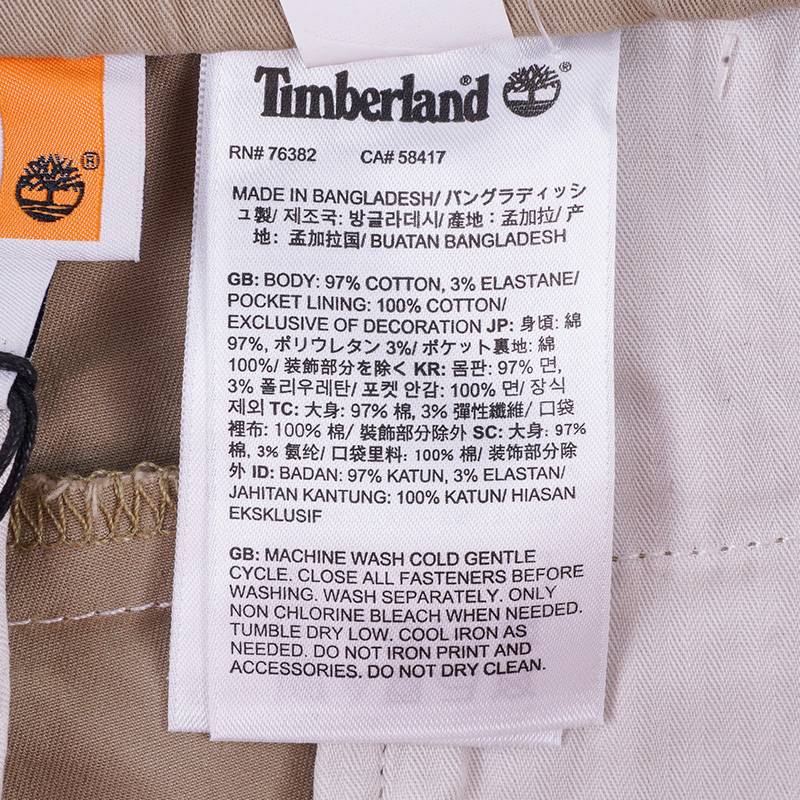 Timberland®
®
®
RN# 76382 CA# 58417
MADE IN BANGLADESH/ バングラディッシ
ュ製/ 제조국: 방글라데시/ 產地：孟加拉/ 产
地：孟加拉国/ BUATAN BANGLADESH
GB: BODY: 97% COTTON, 3% ELASTANE/
POCKET LINING: 100% COTTON/
EXCLUSIVE OF DECORATION JP: 身頃: 綿
97%, ポリウレタン 3%/ ポケット裏地: 綿
100%/ 装飾部分を除く KR: 몸판: 97% 면,
3% 폴리우레탄/ 포켓 안감: 100% 면/ 장식
제외 TC: 大身: 97% 棉, 3% 彈性纖維/ 口袋
裡布: 100% 棉/ 裝飾部分除外 SC: 大身: 97%
棉, 3% 氨纶/ 口袋里料: 100% 棉/ 装饰部分除
外 ID: BADAN: 97% KATUN, 3% ELASTAN/
JAHITAN KANTUNG: 100% KATUN/ HIASAN
EKSKLUSIF
GB: MACHINE WASH COLD GENTLE
CYCLE. CLOSE ALL FASTENERS BEFORE
WASHING. WASH SEPARATELY. ONLY
NON CHLORINE BLEACH WHEN NEEDED.
TUMBLE DRY LOW. COOL IRON AS
NEEDED. DO NOT IRON PRINT AND
ACCESSORIES. DO NOT DRY CLEAN.